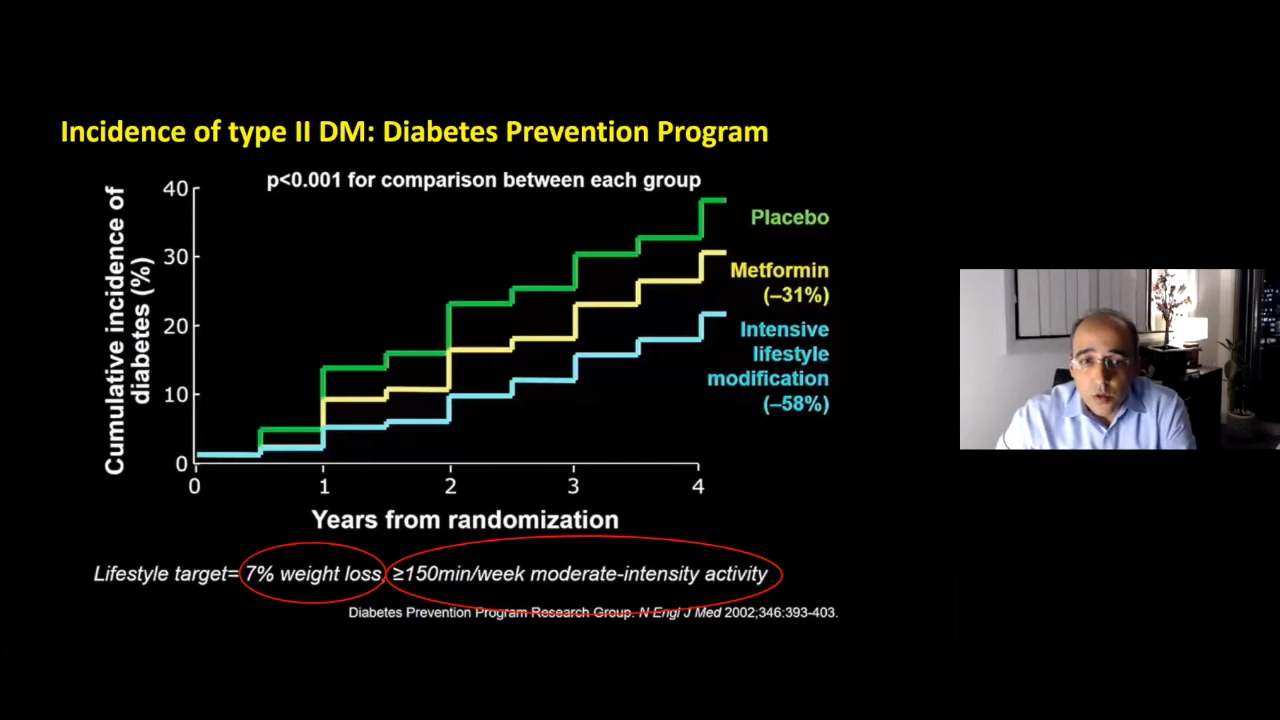 Incidence of type II DM: Diabetes Prevention Program
p<0.001 for comparison between each group
Cumulative incidence of
diabetes (%)
40
30
20
10
0
0 1 2 3 4
Years from randomization
Placebo
Metformin
(–31%)
Intensive
lifestyle
modification
(–58%)
Lifestyle target= 7% weight loss, ≥150min/week moderate-intensity activity
Diabetes Prevention Program Research Group. N Engl J Med 2002;346:393-403.